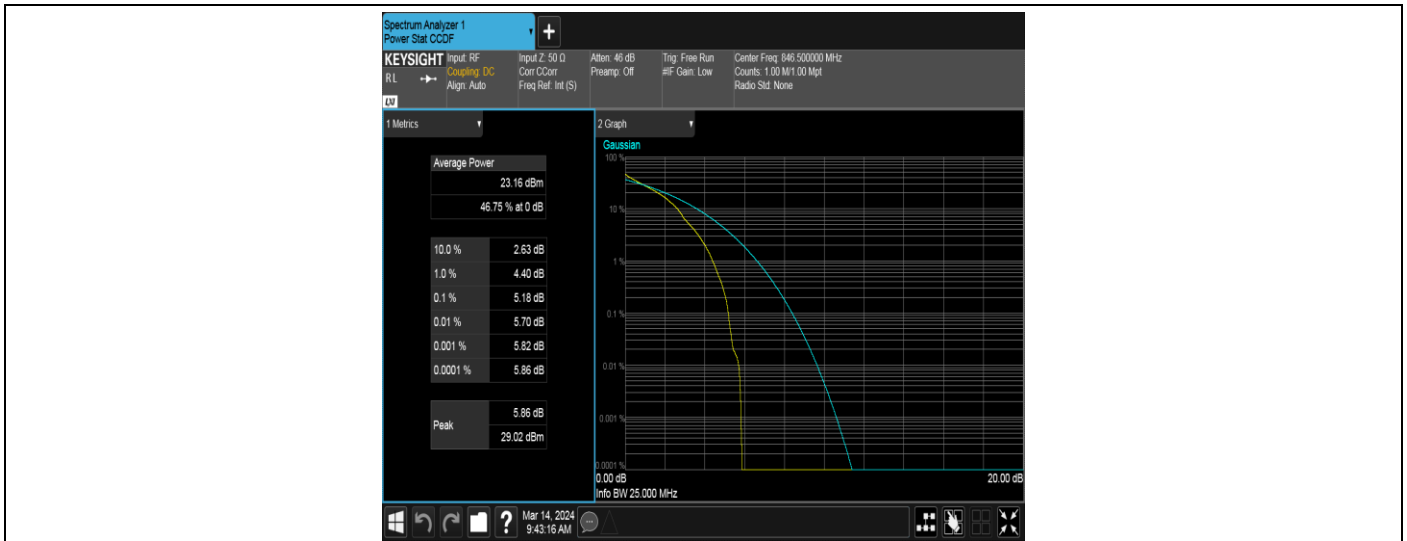 Spectrum Analyzer 1
Power Stat CCDF
+
KEYSIGHT
RL
LXI
Input: RF
Coupling: DC
Align: Auto
Input Z: 50 Ω
Corr CCorr
Freq Ref: Int (S)
Atten: 46 dB
Preamp: Off
Trig: Free Run
#IF Gain: Low
Center Freq: 846.500000 MHz
Counts: 1.00 M/1.00 Mpt
Radio Std: None
1 Metrics
Average Power
23.16 dBm
46.75 % at 0 dB
10.0 % 2.63 dB
1.0 % 4.40 dB
0.1 % 5.18 dB
0.01 % 5.70 dB
0.001 % 5.82 dB
0.0001 % 5.86 dB
Peak
5.86 dB
29.02 dBm
2 Graph
Gaussian
100 %
10 %
1 %
0.1 %
0.01 %
0.001 %
0.0001 %
0.00 dB 20.00 dB
Info BW 25.000 MHz
?
Mar 14, 2024
9:43:16 AM